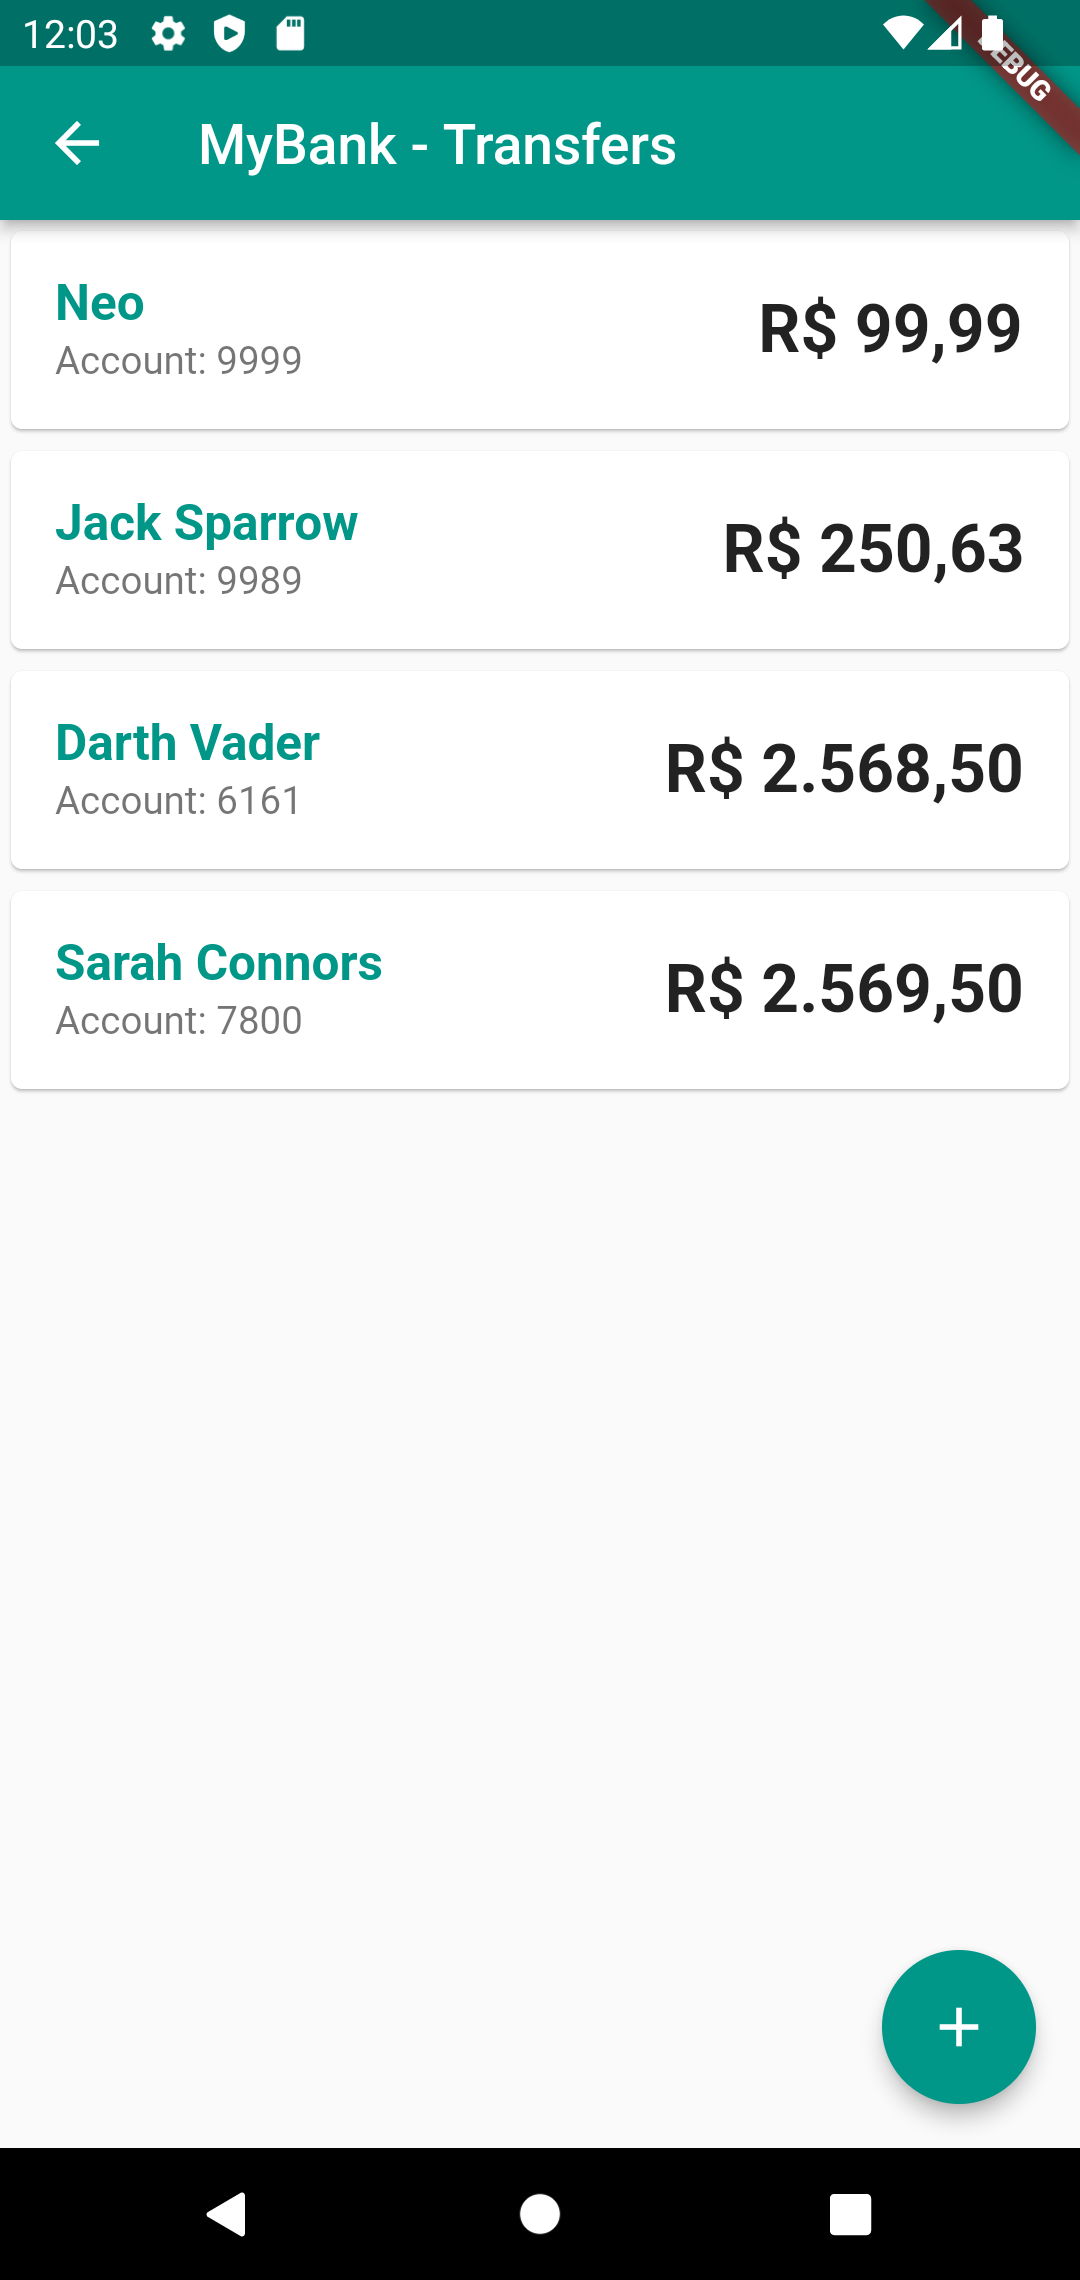 12:03
DEBUG
MyBank - Transfers
Neo
Account: 9999
R$ 99,99
Jack Sparrow
Account: 9989
R$ 250,63
Darth Vader
Account: 6161
R$ 2.568,50
Sarah Connors
Account: 7800
R$ 2.569,50